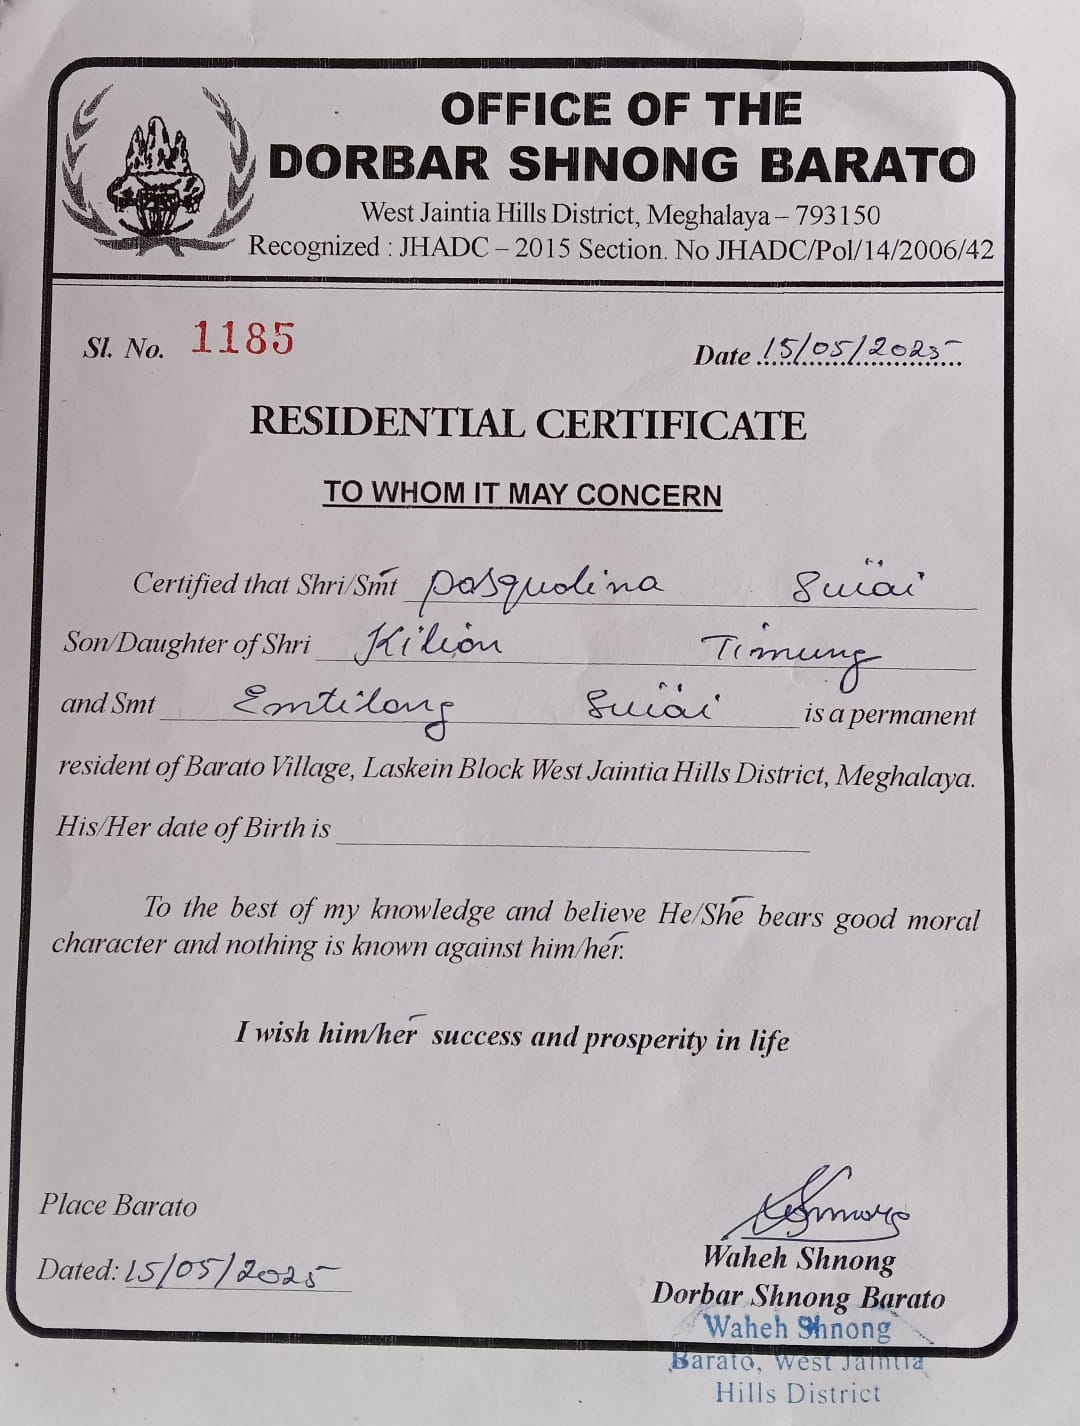 OFFICE OF THE
DORBAR SHNONG BARATO
West Jaintia Hills District, Meghalaya – 793150
Recognized : JHADC – 2015 Section. No JHADC/Pol/14/2006/42
Sl. No. 1185
Date 15/05/2025
RESIDENTIAL CERTIFICATE
TO WHOM IT MAY CONCERN
Certified that Shri/Smt Pasqualina Suiai
Son/Daughter of Shri Kilion Timung
and Smt Emtilang Suiai is a permanent
resident of Barato Village, Laskein Block West Jaintia Hills District, Meghalaya.
His/Her date of Birth is
To the best of my knowledge and believe He/She bears good moral
character and nothing is known against him/her.
I wish him/her success and prosperity in life
Place Barato
Dated: 15/05/2025
Waheh Shnong
Dorbar Shnong Barato
Waheh Shnong
Barato, West Jaintia
Hills District